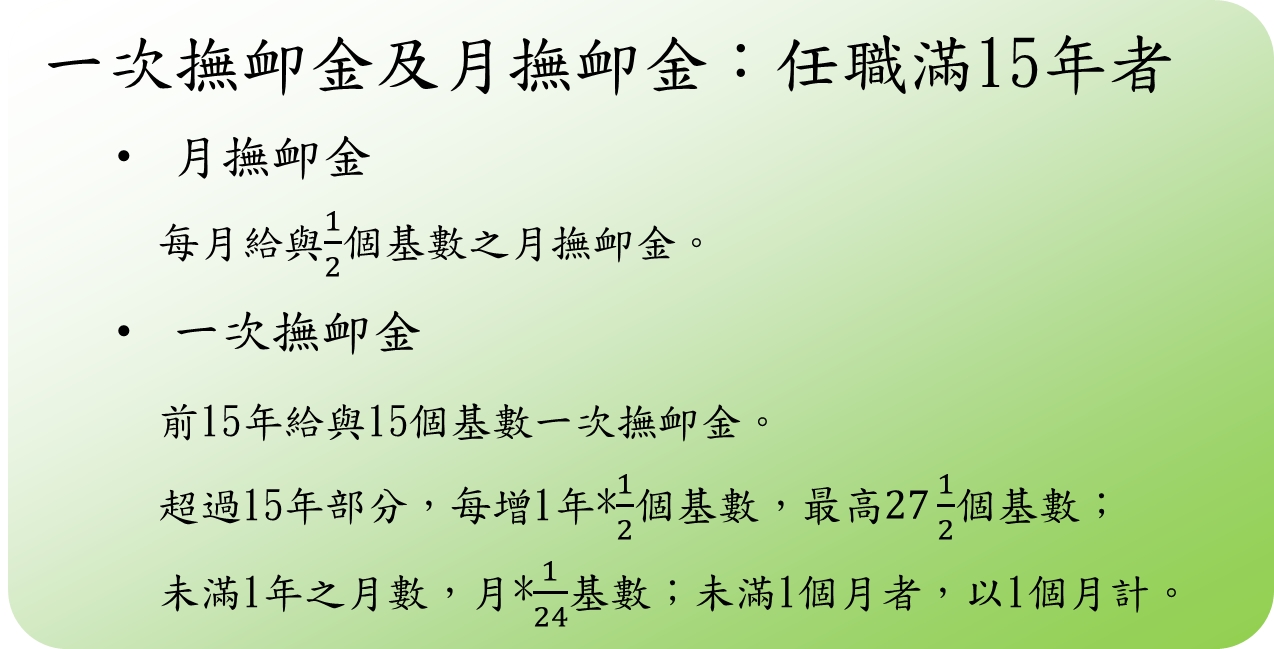 一次撫卹金及月撫卹金：任職滿15年者
• 月撫卹金
每月給與1/2個基數之月撫卹金。
• 一次撫卹金
前15年給與15個基數一次撫卹金。
超過15年部分，每增1年*1/2個基數，最高27 1/2個基數；
未滿1年之月數，月*1/24基數；未滿1個月者，以1個月計。